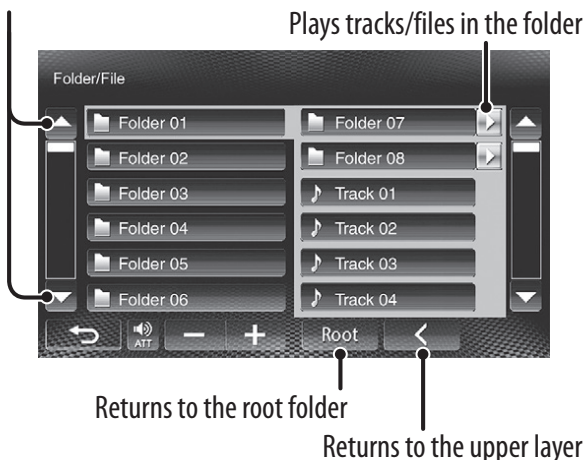 Plays tracks/files in the folder
Folder/File
Folder 01
Folder 07
Folder 02
Folder 08
Folder 03
Track 01
Folder 04
Track 02
Folder 05
Track 03
Folder 06
Track 04
ATT
Root
Returns to the root folder
Returns to the upper layer